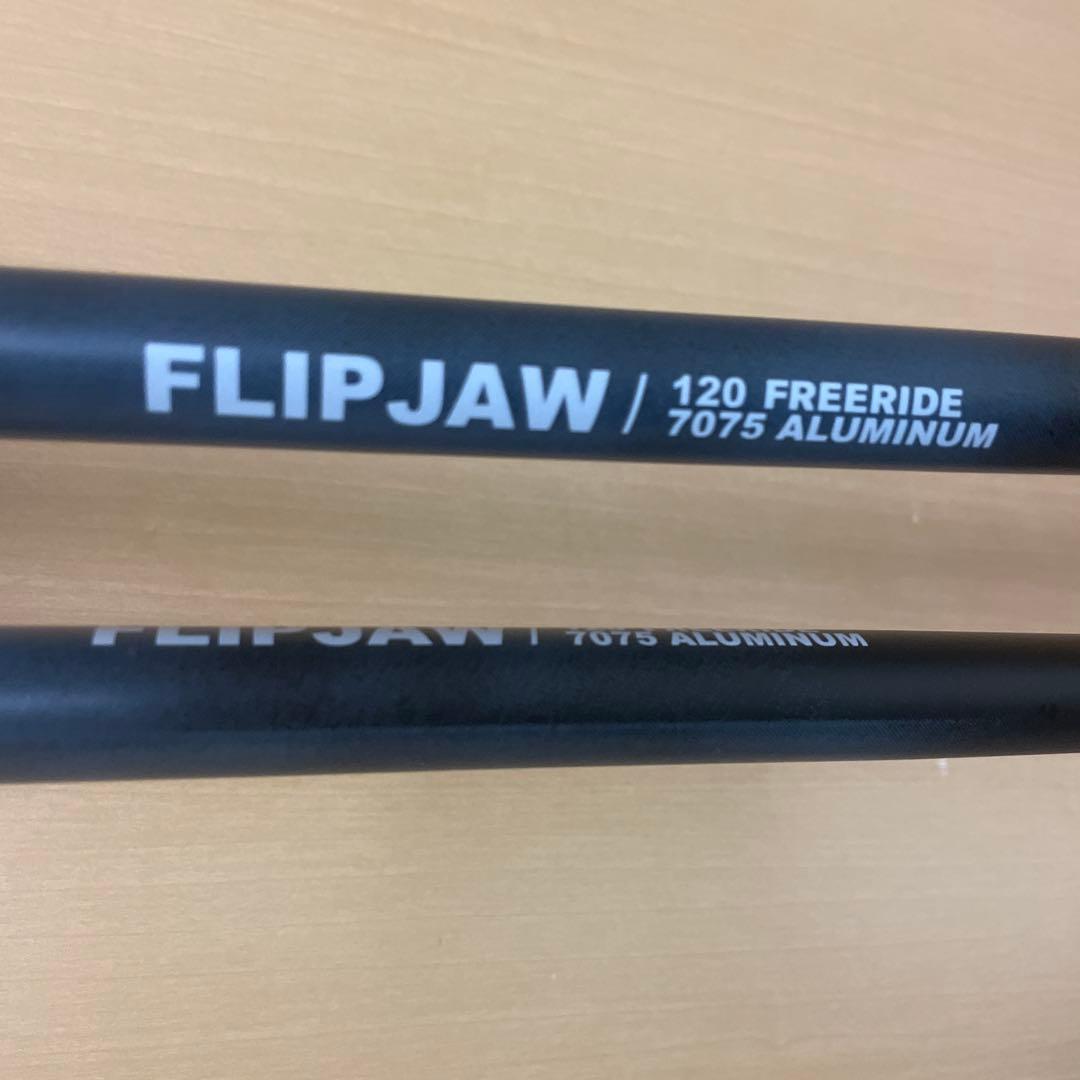 FLIPJAW / 120 FREERIDE
7075 ALUMINUM
FLIPJAW /
7075 ALUMINUM